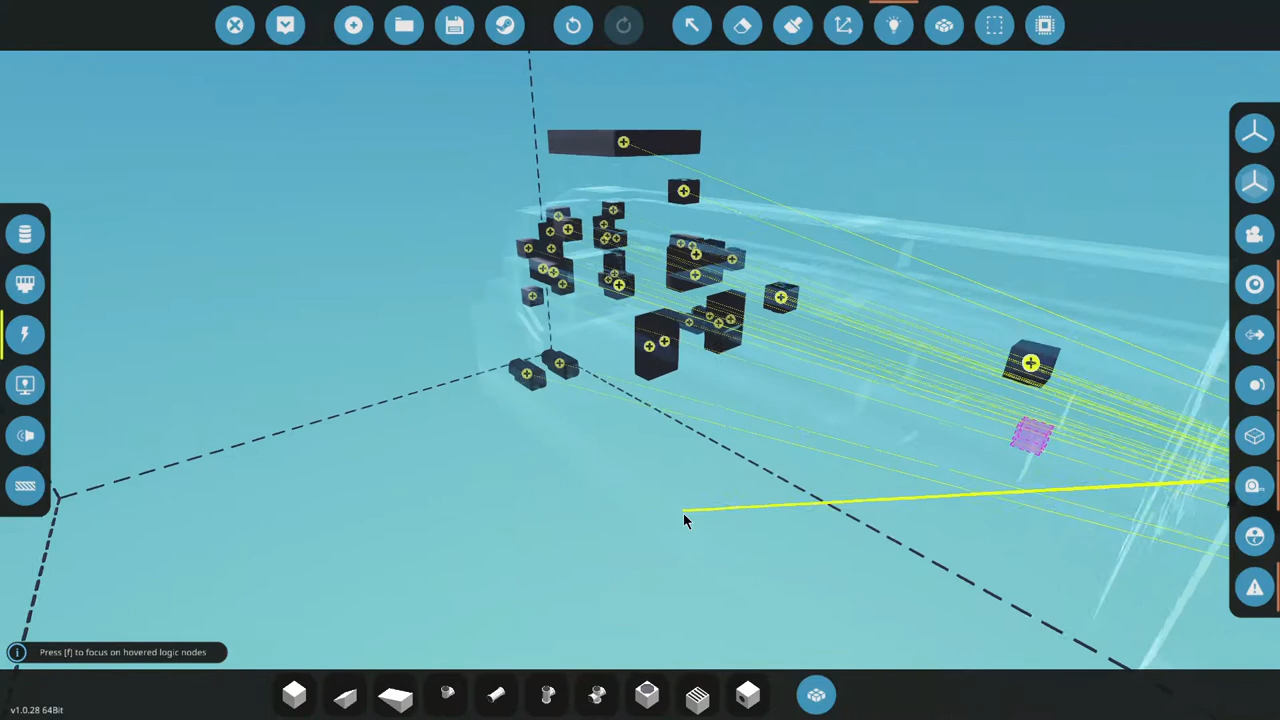 Press [f] to focus on hovered logic nodes
v1.0.28 64Bit